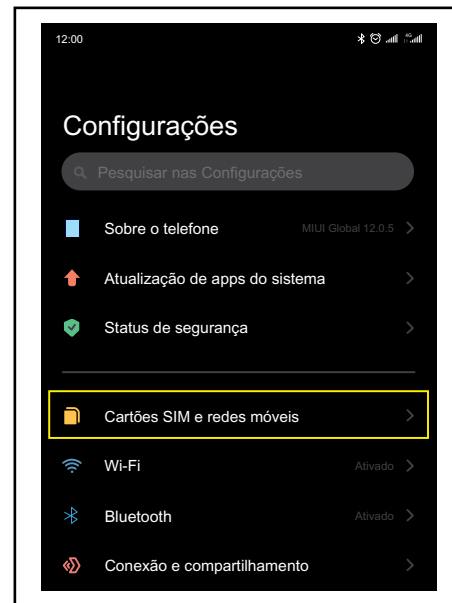 12:00
4G
Configurações
Pesquisar nas Configurações
Sobre o telefone MIUI Global 12.0.5
Atualização de apps do sistema
Status de segurança
Cartões SIM e redes móveis
Wi-Fi Ativado
Bluetooth Ativado
Conexão e compartilhamento